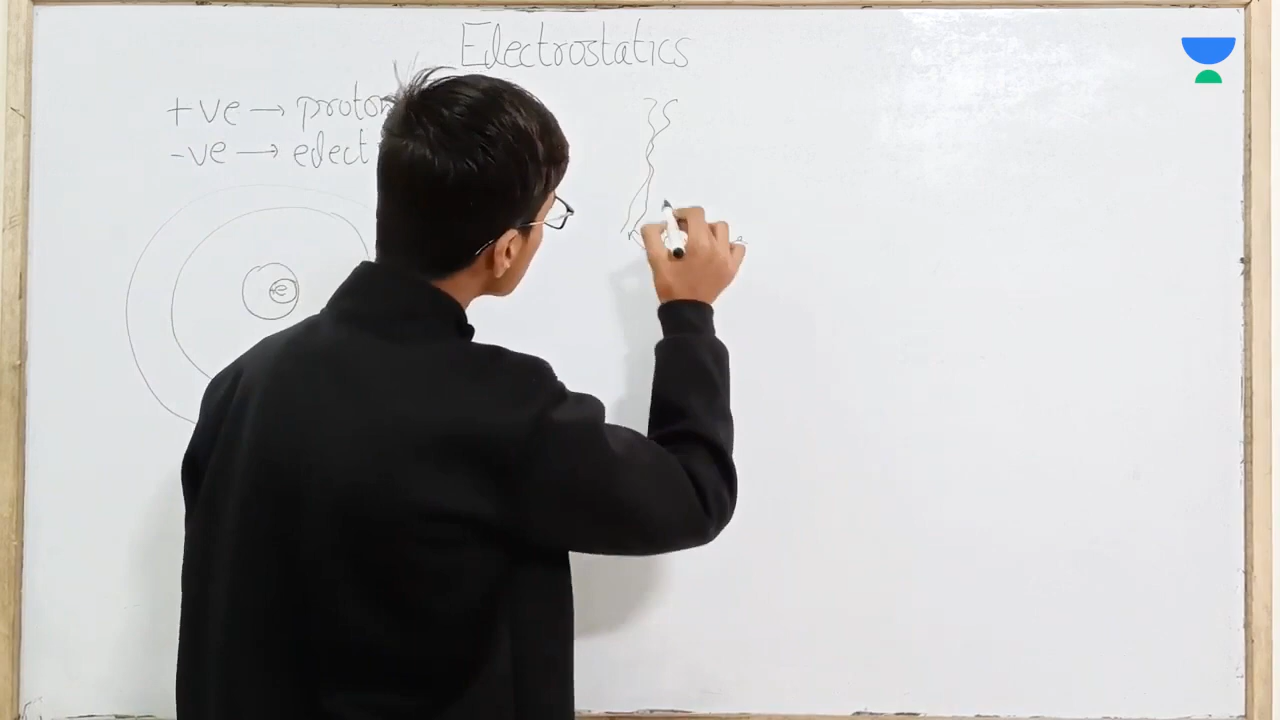 Electrostatics
+ve → proton
-ve → elect
e